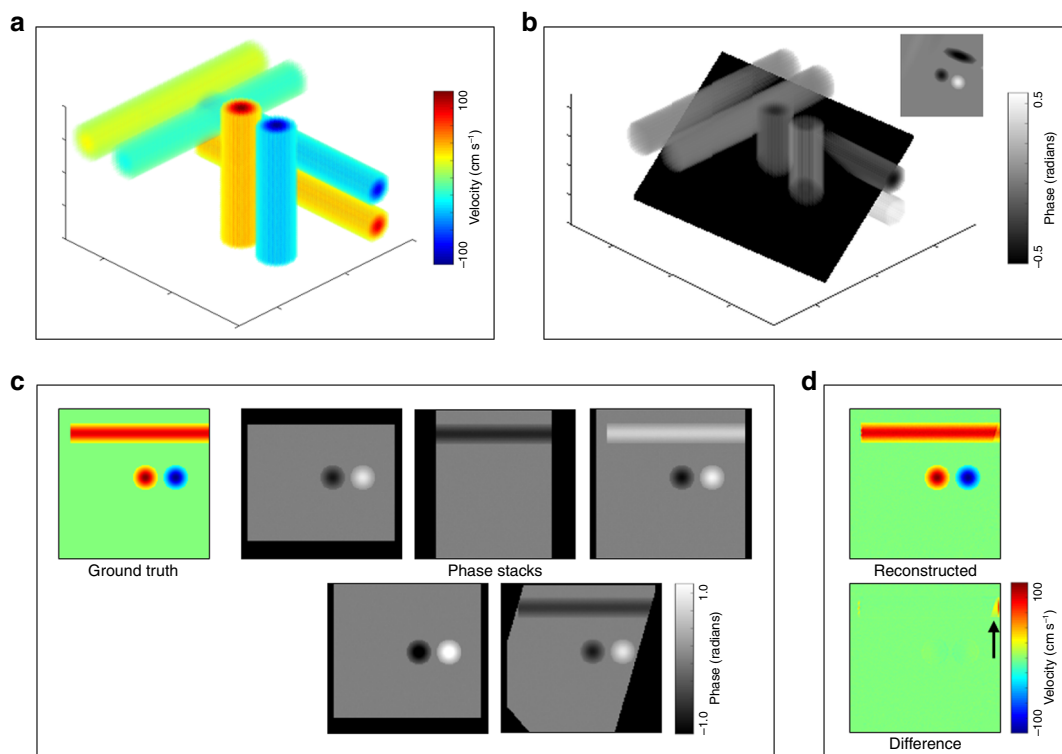 a
100
Velocity (cm s⁻¹)
−100
b
0.5
Phase (radians)
−0.5
c
Ground truth
Phase stacks
1.0
Phase (radians)
−1.0
d
Reconstructed
100
Velocity (cm s⁻¹)
−100
Difference